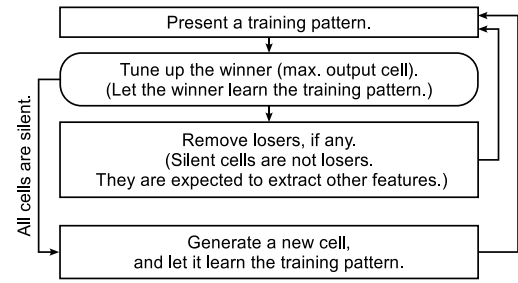 Present a training pattern.
Tune up the winner (max. output cell).
(Let the winner learn the training pattern.)
Remove losers, if any.
(Silent cells are not losers.
They are expected to extract other features.)
All cells are silent.
Generate a new cell,
and let it learn the training pattern.